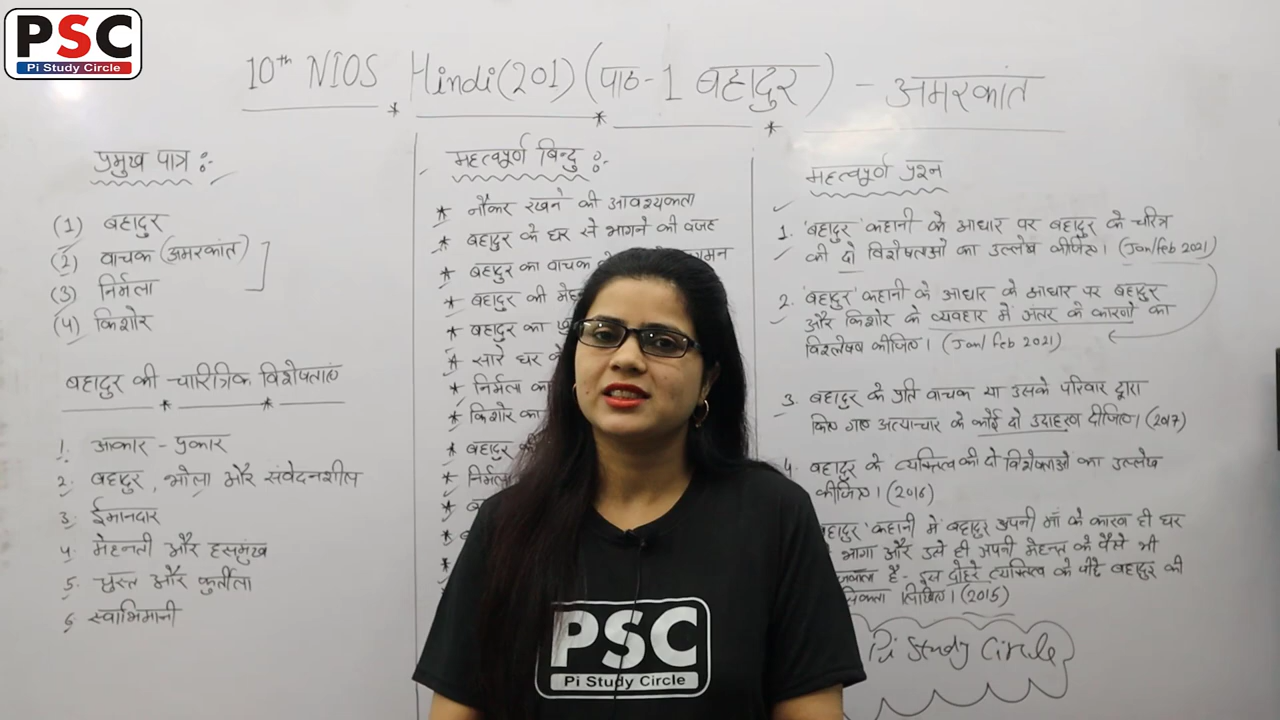 PSC
Pi Study Circle
10th NIOS Hindi(201) (पाठ-1 बहादुर) - अमरकांत
प्रमुख पात्र :-
(1) बहादुर
(2) वाचक (अमरकांत)
(3) निर्मला
(4) किशोर
बहादुर की चारित्रिक विशेषताएं
1. आकार - प्रकार
2. बहादुर, भोला और संवेदनशील
3. ईमानदार
4. मेहनती और हसमुख
5. चुस्त और फुर्तीला
6. स्वाभिमानी
महत्वपूर्ण बिन्दु :-
* नौकर रखने की आवश्यकता
* बहादुर के घर से भागने की वजह
* बहादुर का वाचक
* बहादुर की
* बहादुर का
* सारे घर
* निर्मला का
* किशोर का
* बहादुर की
* निर्मला
महत्वपूर्ण प्रश्न
1. 'बहादुर' कहानी के आधार पर बहादुर के चरित्र
की दो विशेषताओं का उल्लेख कीजिए। (Jan/Feb 2021)
2. 'बहादुर' कहानी के आधार के आधार पर बहादुर
और किशोर के व्यवहार में अंतर के कारणों का
विश्लेषण कीजिए। (Jan/Feb 2021)
3. बहादुर के प्रति वाचक या उसके परिवार द्वारा
किए गए अत्याचार के कोई दो उदाहरण दीजिए। (2017)
4. बहादुर के व्यक्तित्व की दो विशेषताओं का उल्लेख
कीजिए। (2016)
बहादुर' कहानी में बहादुर अपनी माँ के कारण ही घर
भागा और उसे ही अपनी मेहनत के पैसे भी
है - इस दोहरे व्यक्तित्व के पीछे बहादुर की
लिखिए। (2015)
Pi Study Circle
PSC
Pi Study Circle